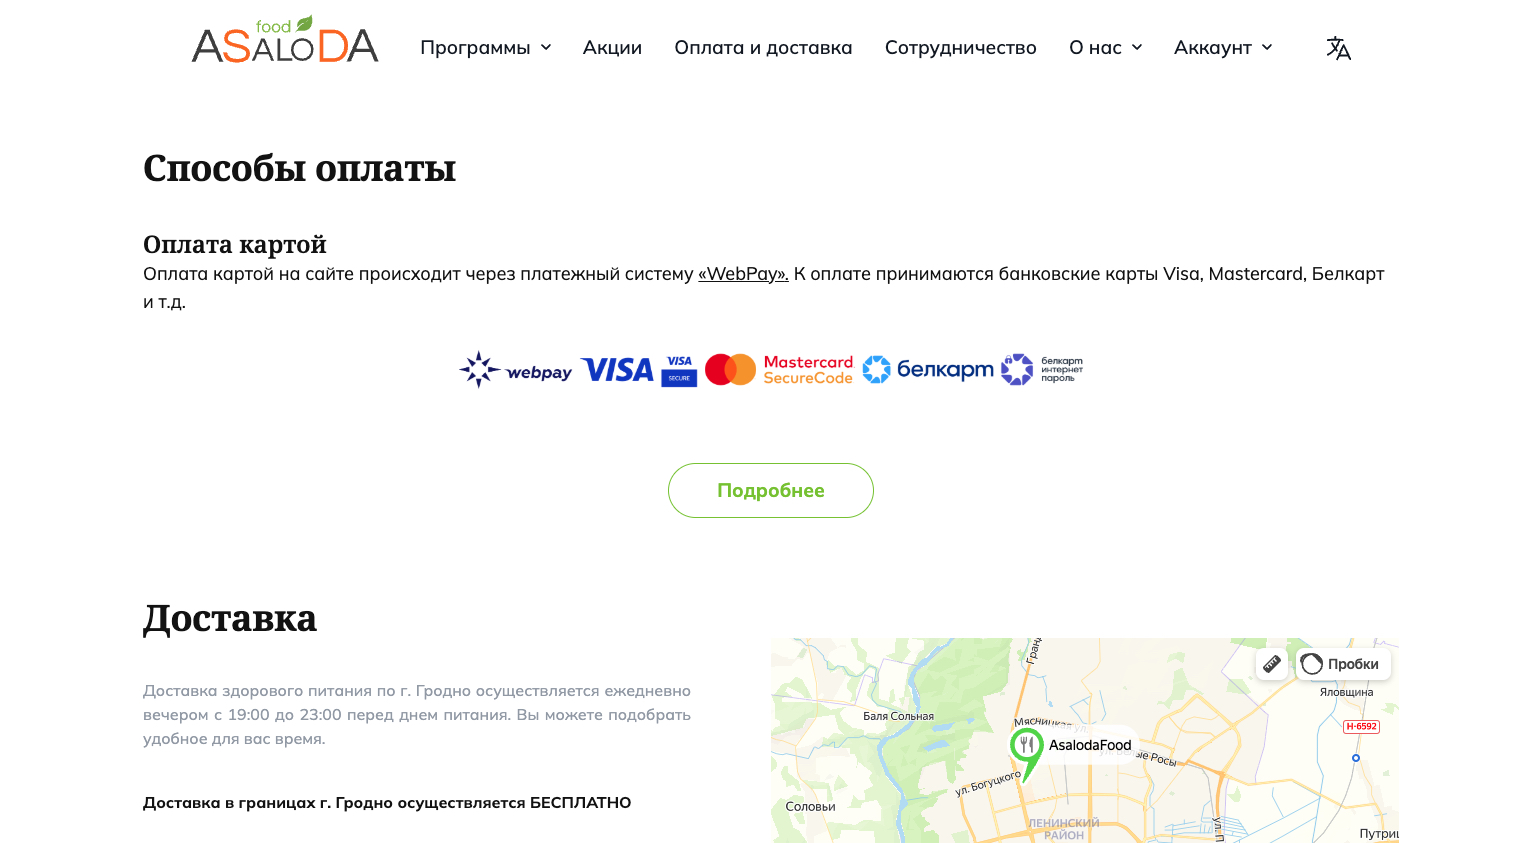 food
ASALODA
Программы
Акции
Оплата и доставка
Сотрудничество
О нас
Аккаунт
Способы оплаты
Оплата картой
Оплата картой на сайте происходит через платежный систему «WebPay». К оплате принимаются банковские карты Visa, Mastercard, Белкарт
и т.д.
webpay
VISA
VISA
SECURE
Mastercard
SecureCode
белкарт
белкарт
интернет
пароль
Подробнее
Доставка
Доставка здорового питания по г. Гродно осуществляется ежедневно
вечером с 19:00 до 23:00 перед днем питания. Вы можете подобрать
удобное для вас время.
Доставка в границах г. Гродно осуществляется БЕСПЛАТНО
Пробки
Яловщина
Баля Сольная
Н-6592
Мясницкая ул.
AsalodaFood
Росы
ул. Богуцкого
Соловьи
ЛЕНИНСКИЙ
РАЙОН